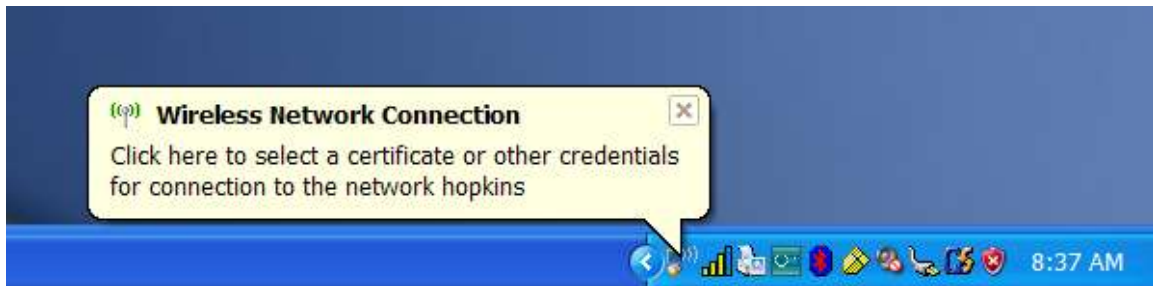 Wireless Network Connection
Click here to select a certificate or other credentials
for connection to the network hopkins
8:37 AM